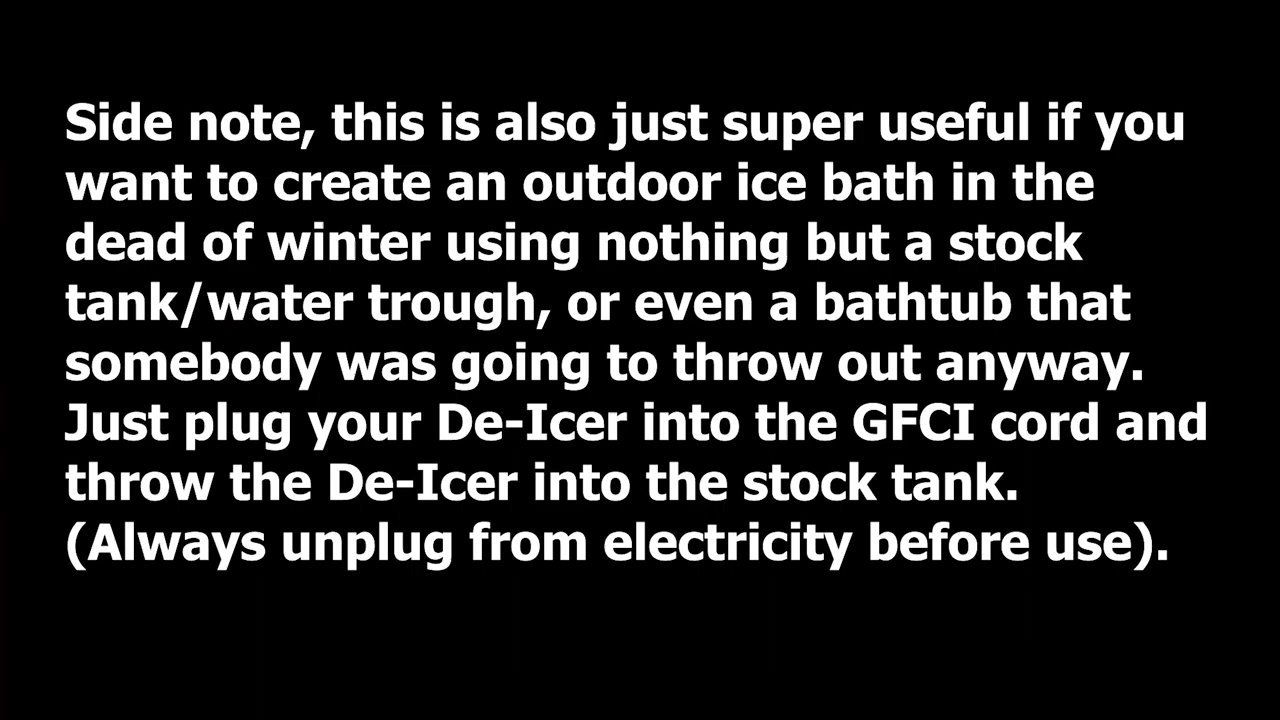 Side note, this is also just super useful if you
want to create an outdoor ice bath in the
dead of winter using nothing but a stock
tank/water trough, or even a bathtub that
somebody was going to throw out anyway.
Just plug your De-Icer into the GFCI cord and
throw the De-Icer into the stock tank.
(Always unplug from electricity before use).